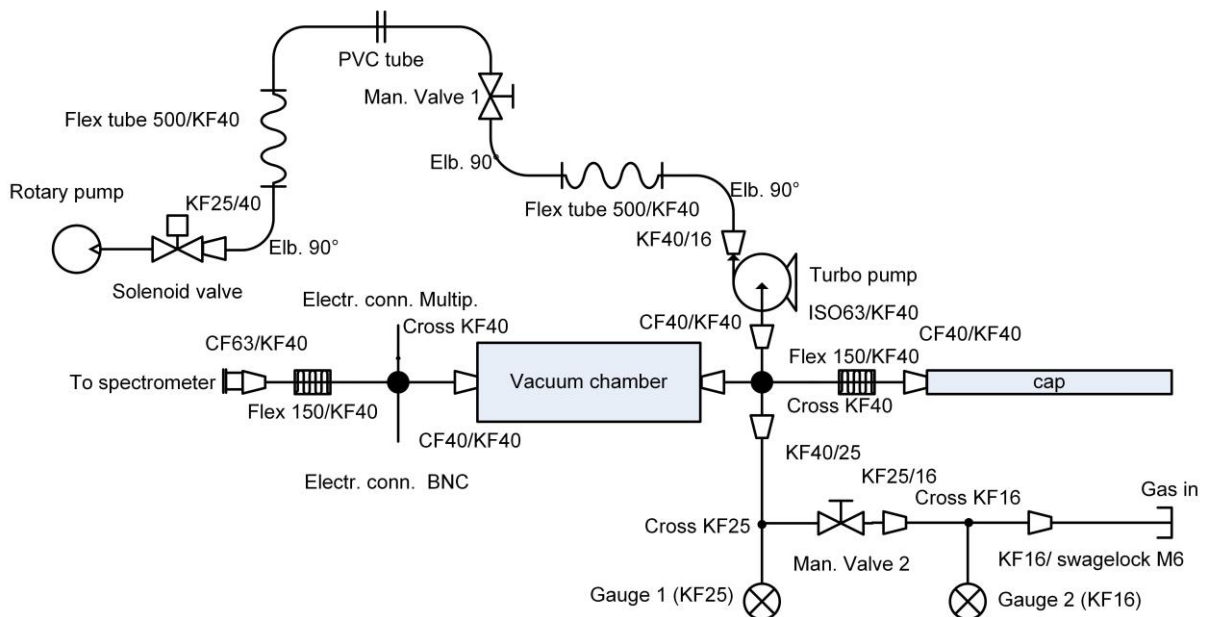 PVC tube
Man. Valve 1
Flex tube 500/KF40
Elb. 90°
Elb. 90°
Rotary pump
KF25/40
Flex tube 500/KF40
KF40/16
Elb. 90°
Solenoid valve
Turbo pump
Electr. conn. Multip.
ISO63/KF40
Cross KF40
CF40/KF40
CF40/KF40
CF63/KF40
Flex 150/KF40
To spectrometer
Vacuum chamber
cap
Flex 150/KF40
Cross KF40
CF40/KF40
KF40/25
Electr. conn. BNC
KF25/16
Gas in
Cross KF16
Cross KF25
Man. Valve 2
KF16/ swagelock M6
Gauge 1 (KF25)
Gauge 2 (KF16)